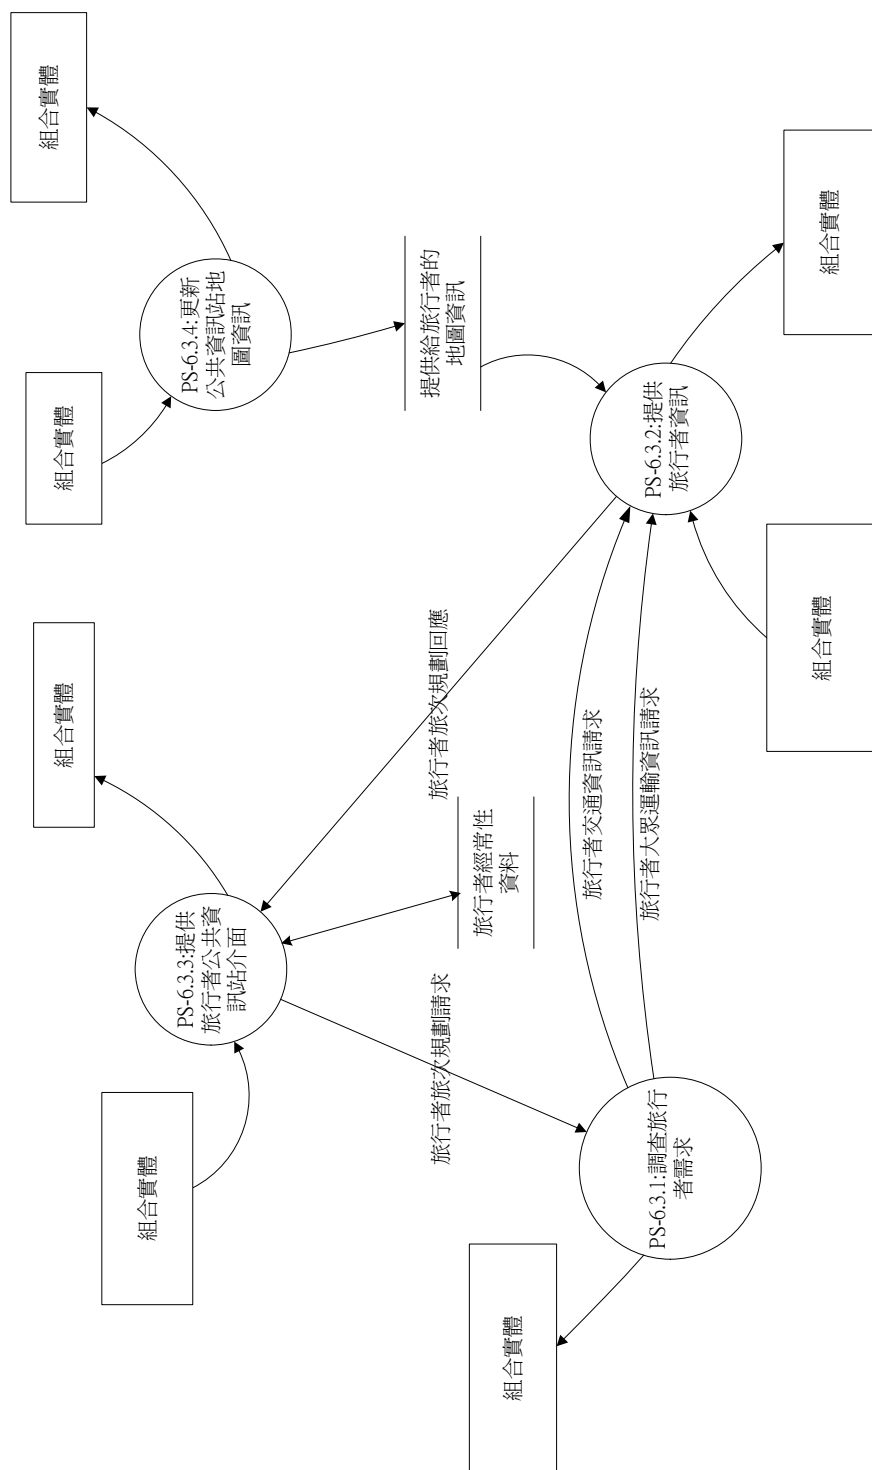 組合實體
組合實體
組合實體
PS-6.3.3:提供
旅行者公共資
訊站介面
PS-6.3.4:更新
公共資訊站地
圖資訊
組合實體
旅行者旅次規劃請求
旅行者經常性
資料
旅行者旅次規劃回應
提供給旅行者的
地圖資訊
組合實體
PS-6.3.1:調查旅行
者需求
旅行者交通資訊請求
旅行者大眾運輸資訊請求
PS-6.3.2:提供
旅行者資訊
組合實體
組合實體